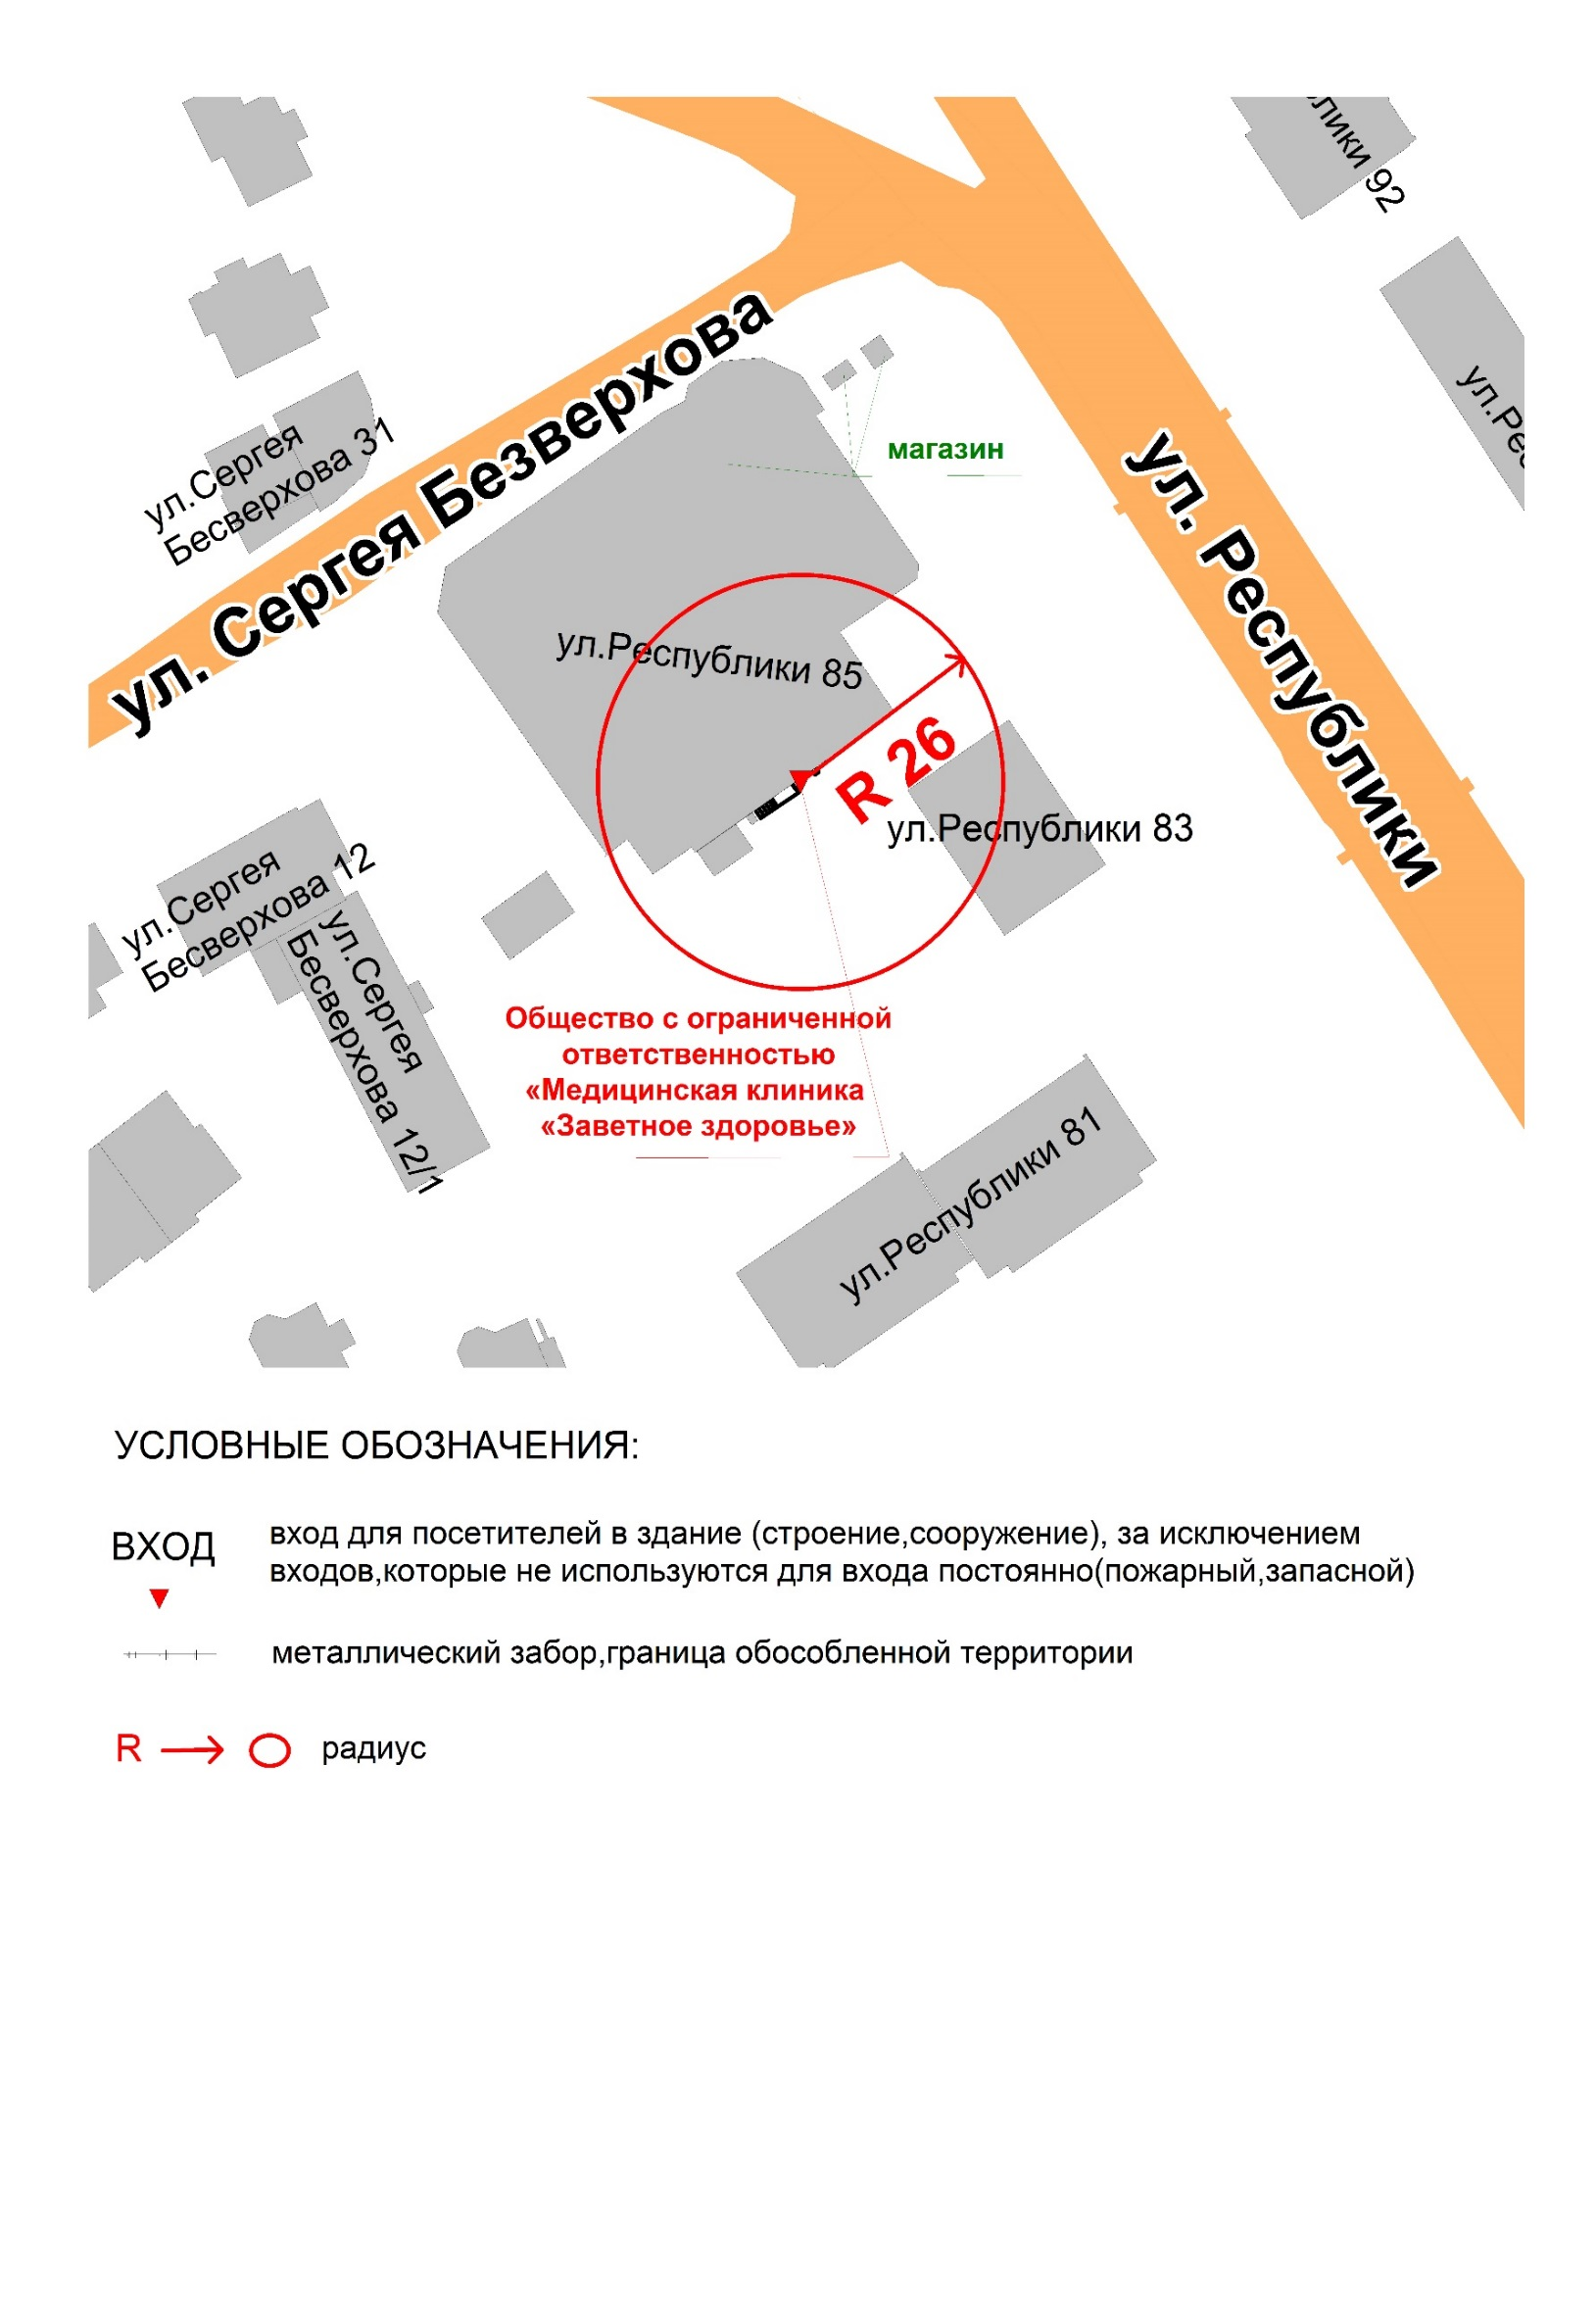 лики 92
ул. Сергея Безверхова
магазин
ул.Ре
ул.Сергея
Бесверхова 31
ул. Республики
ул.Республики 85
R 26
ул.Республики 83
ул.Сергея
Бесверхова 12
ул.Сергея
Бесверхова 12/1
Общество с ограниченной
ответственностью
«Медицинская клиника
«Заветное здоровье»
ул.Республики 81
УСЛОВНЫЕ ОБОЗНАЧЕНИЯ:
ВХОД
вход для посетителей в здание (строение,сооружение), за исключением
входов,которые не используются для входа постоянно(пожарный,запасной)
металлический забор,граница обособленной территории
R
радиус